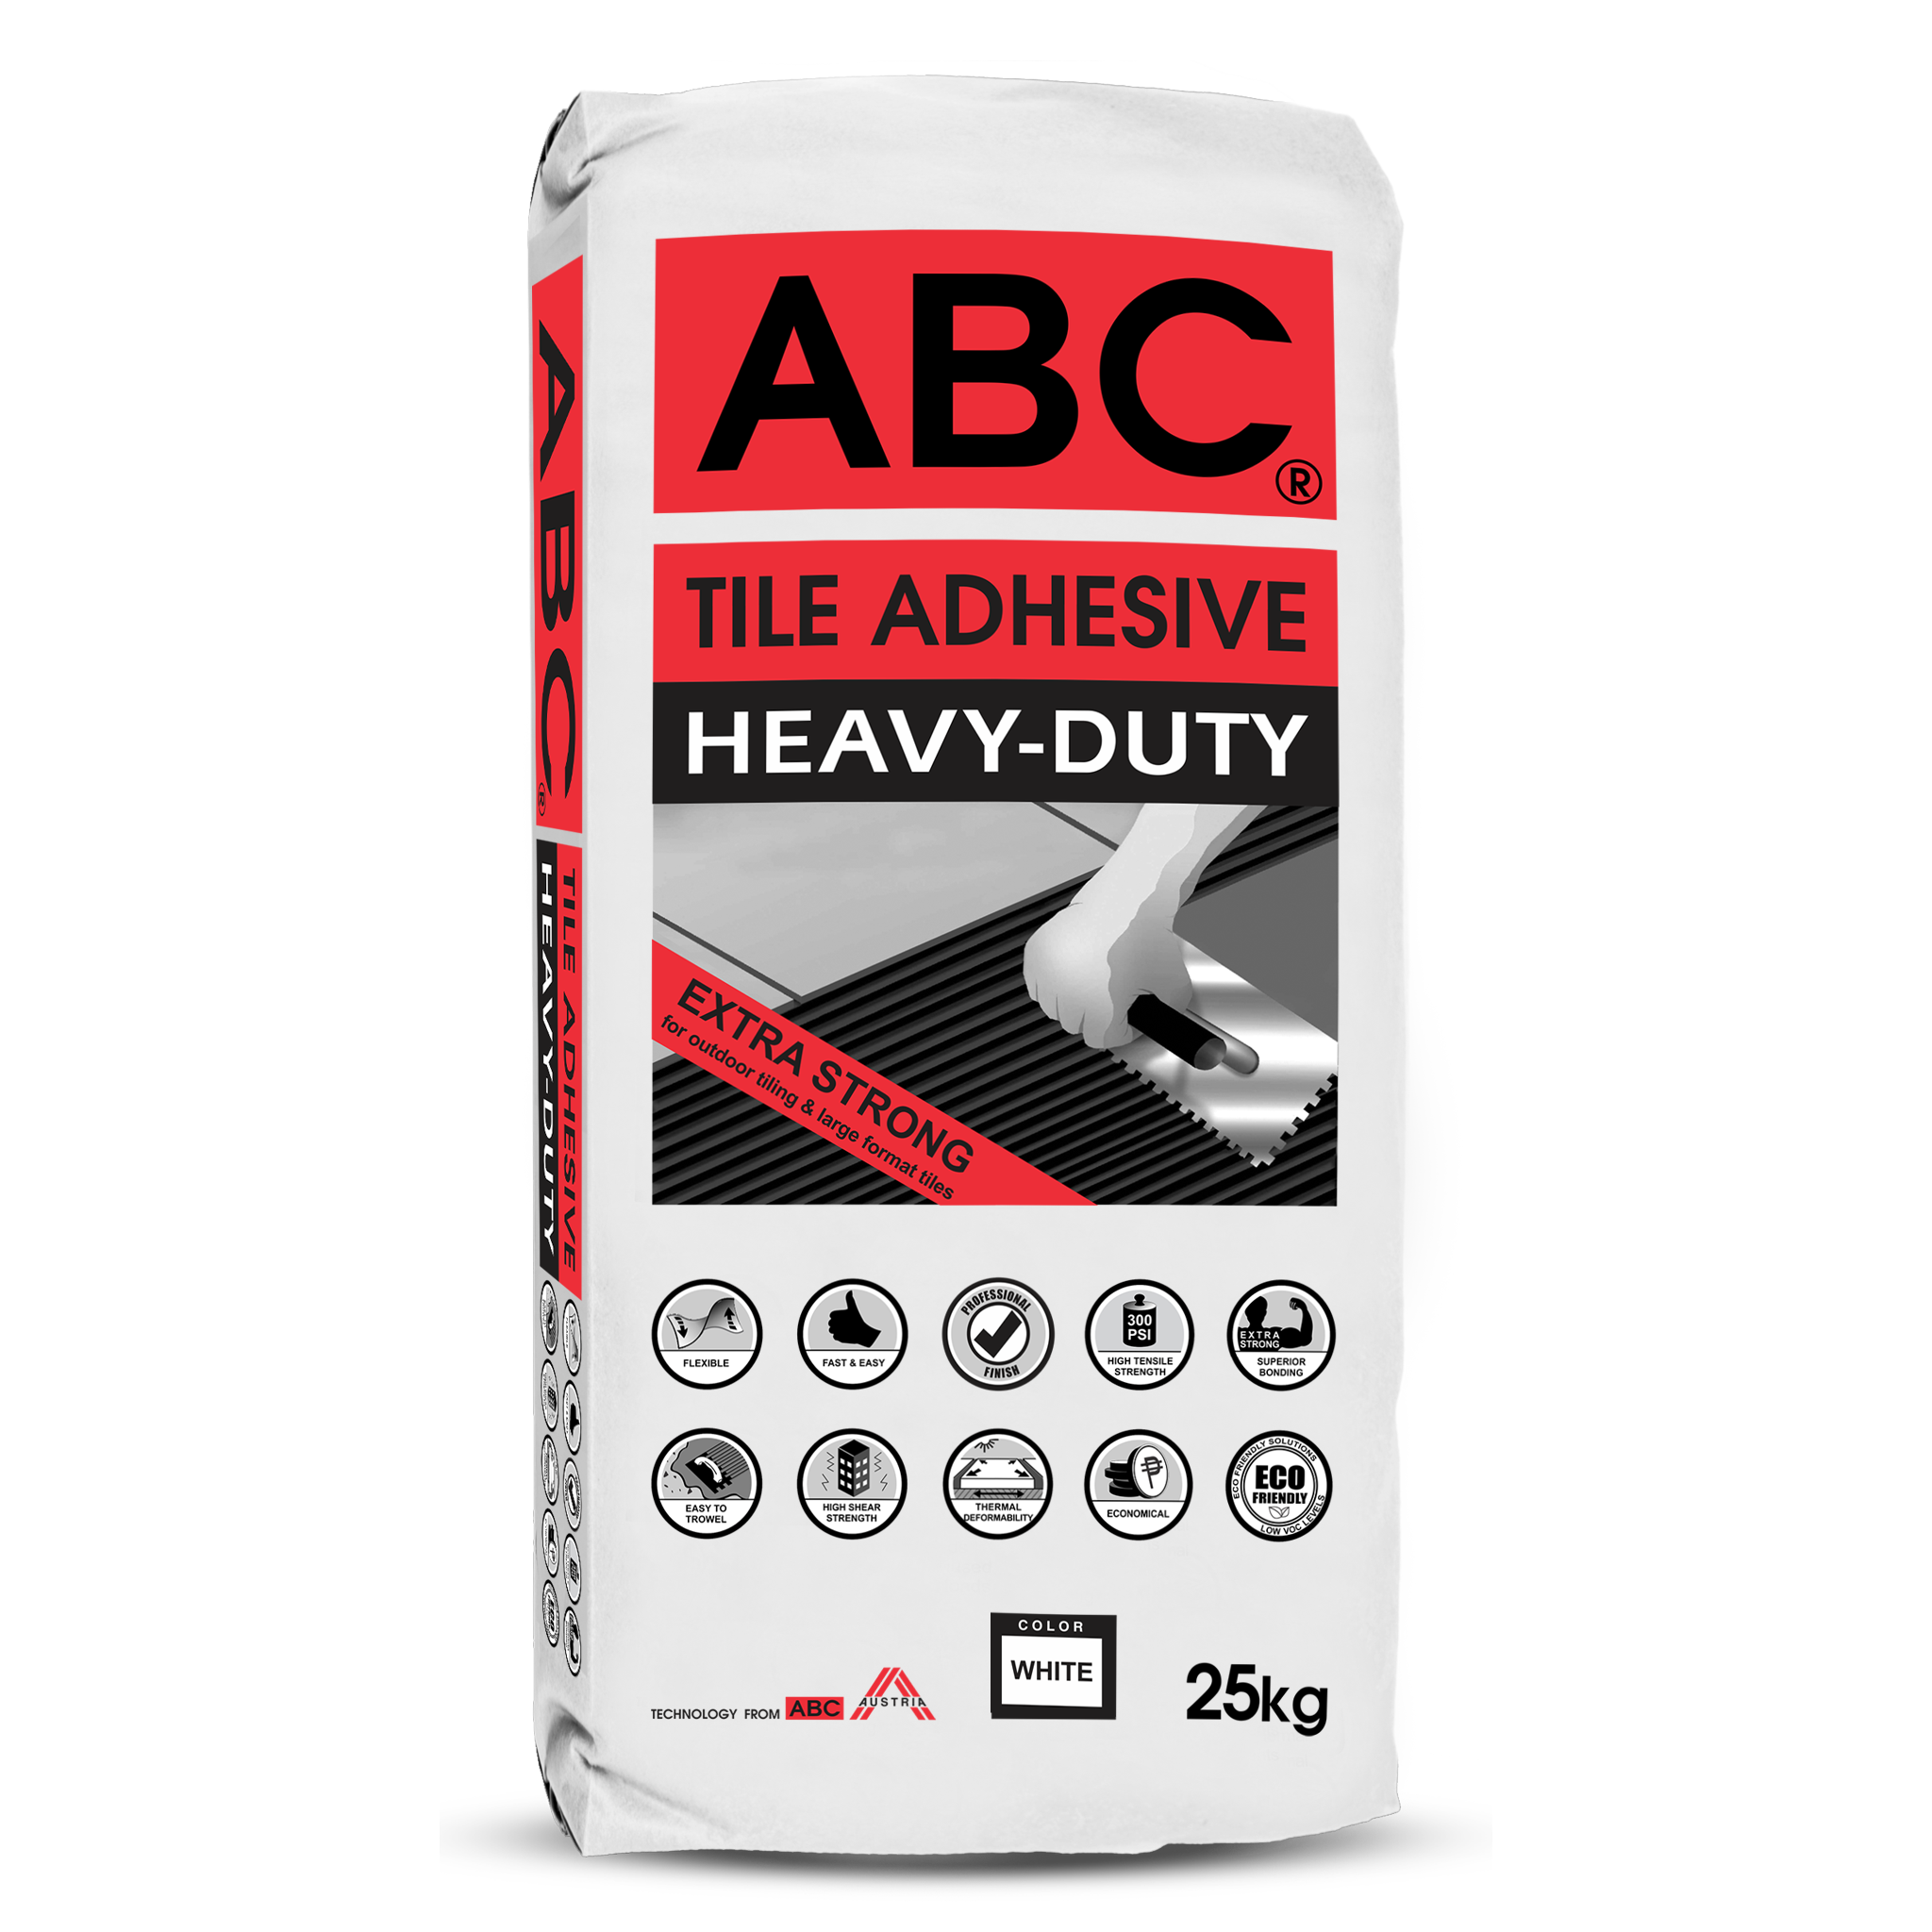 ABC
®
TILE ADHESIVE
HEAVY-DUTY
EXTRA STRONG
for outdoor tiling & large format tiles
FLEXIBLE
FAST & EASY
PROFESSIONAL
FINISH
300
PSI
HIGH TENSILE
STRENGTH
EXTRA
STRONG
SUPERIOR
BONDING
EASY TO
TROWEL
HIGH SHEAR
STRENGTH
THERMAL
DEFORMABILITY
₱
ECONOMICAL
ECO FRIENDLY SOLUTIONS
ECO
FRIENDLY
LOW VOC LEVELS
TECHNOLOGY FROM ABC AUSTRIA
COLOR
WHITE
25kg
ABC
®
TILE ADHESIVE
HEAVY-DUTY